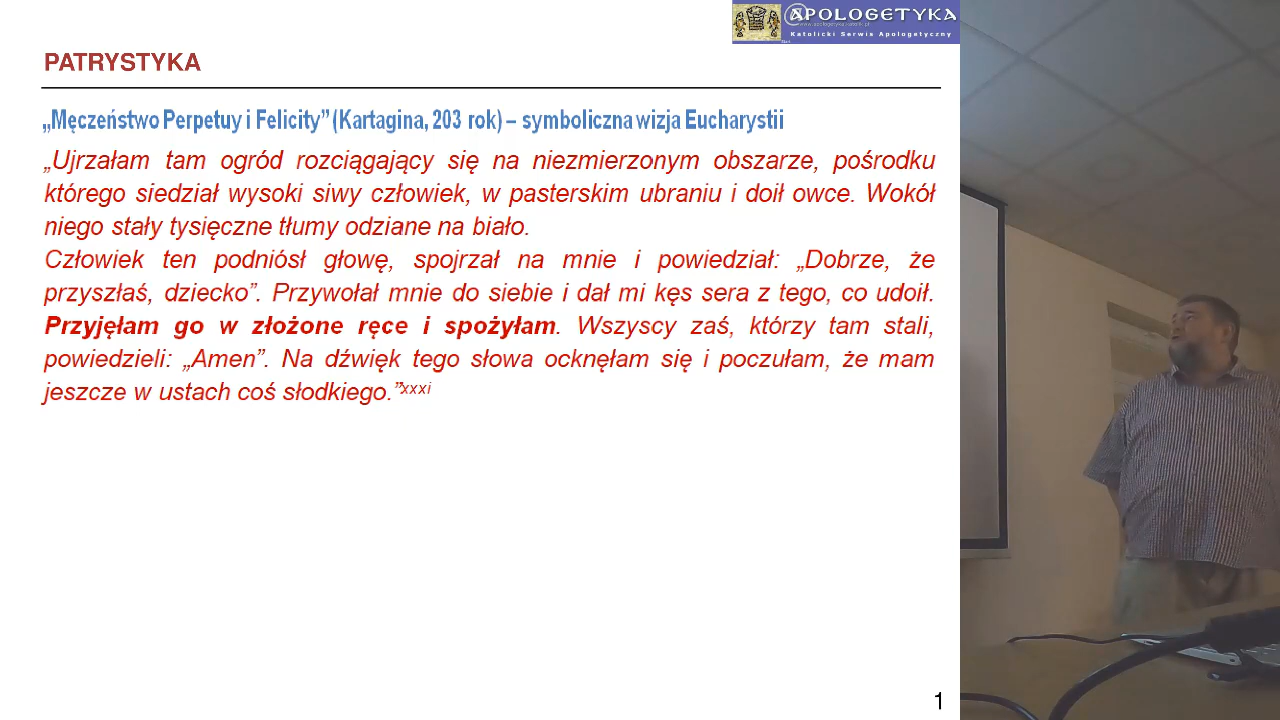 @POLOGETYKA
www.apologetyka.katolik.pl
Katolicki Serwis Apologetyczny
PATRYSTYKA
„Męczeństwo Perpetuy i Felicity” (Kartagina, 203 rok) – symboliczna wizja Eucharystii
„Ujrzałam tam ogród rozciągający się na niezmierzonym obszarze, pośrodku
którego siedział wysoki siwy człowiek, w pasterskim ubraniu i doił owce. Wokół
niego stały tysięczne tłumy odziane na biało.
Człowiek ten podniósł głowę, spojrzał na mnie i powiedział: „Dobrze, że
przyszłaś, dziecko”. Przywołał mnie do siebie i dał mi kęs sera z tego, co udoił.
Przyjęłam go w złożone ręce i spożyłam. Wszyscy zaś, którzy tam stali,
powiedzieli: „Amen”. Na dźwięk tego słowa ocknęłam się i poczułam, że mam
jeszcze w ustach coś słodkiego.”xxxi
1